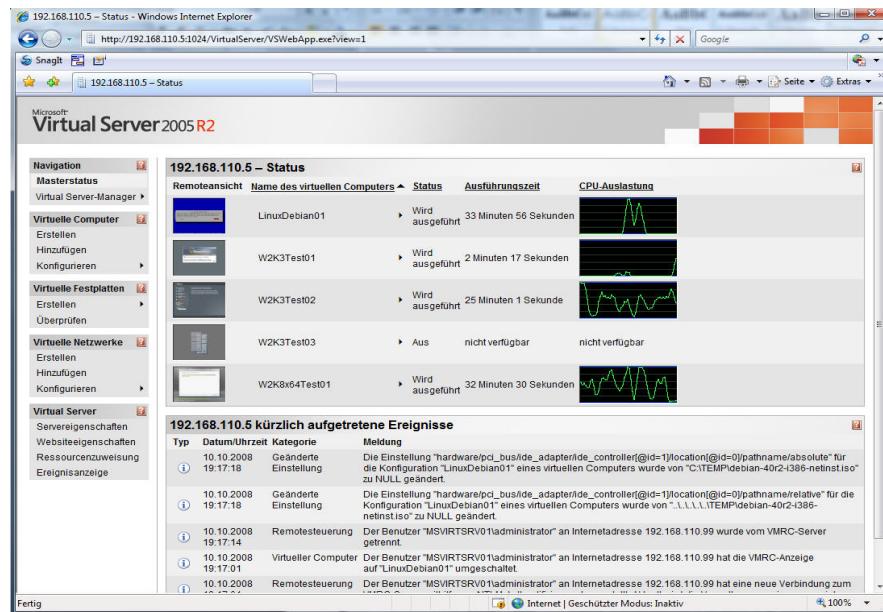 192.168.110.5 – Status - Windows Internet Explorer
http://192.168.110.5:1024/VirtualServer/VSWebApp.exe?view=1
Google
SnagIt
192.168.110.5 – Status
Seite
Extras
Microsoft
Virtual Server 2005 R2
Navigation
Masterstatus
Virtual Server-Manager
Virtuelle Computer
Erstellen
Hinzufügen
Konfigurieren
Virtuelle Festplatten
Erstellen
Überprüfen
Virtuelle Netzwerke
Erstellen
Hinzufügen
Konfigurieren
Virtual Server
Servereigenschaften
Websiteeigenschaften
Ressourcenzuweisung
Ereignisanzeige
192.168.110.5 – Status
Remoteansicht Name des virtuellen Computers Status Ausführungszeit CPU-Auslastung
LinuxDebian01 Wird ausgeführt 33 Minuten 56 Sekunden
W2K3Test01 Wird ausgeführt 2 Minuten 17 Sekunden
W2K3Test02 Wird ausgeführt 25 Minuten 1 Sekunde
W2K3Test03 Aus nicht verfügbar nicht verfügbar
W2K8x64Test01 Wird ausgeführt 32 Minuten 30 Sekunden
192.168.110.5 kürzlich aufgetretene Ereignisse
Typ Datum/Uhrzeit Kategorie Meldung
10.10.2008 Geänderte Die Einstellung "hardware/pci_bus/ide_adapter/ide_controller[@id=1]/location[@id=0]/pathname/absolute" für
19:17:18 Einstellung die Konfiguration "LinuxDebian01" eines virtuellen Computers wurde von "C:\TEMP\debian-40r2-i386-netinst.iso"
zu NULL geändert.
10.10.2008 Geänderte Die Einstellung "hardware/pci_bus/ide_adapter/ide_controller[@id=1]/location[@id=0]/pathname/relative" für die
19:17:18 Einstellung Konfiguration "LinuxDebian01" eines virtuellen Computers wurde von "..\..\..\..\..\TEMP\debian-40r2-i386-
netinst.iso" zu NULL geändert.
10.10.2008 Remotesteuerung Der Benutzer "MSVIRTSRV01\administrator" an Internetadresse 192.168.110.99 wurde vom VMRC-Server
19:17:14 getrennt.
10.10.2008 Virtueller Computer Der Benutzer "MSVIRTSRV01\administrator" an Internetadresse 192.168.110.99 hat die VMRC-Anzeige
19:17:01 auf "LinuxDebian01" umgeschaltet.
10.10.2008 Remotesteuerung Der Benutzer "MSVIRTSRV01\administrator" an Internetadresse 192.168.110.99 hat eine neue Verbindung zum
Fertig
Internet | Geschützter Modus: Inaktiv
100%